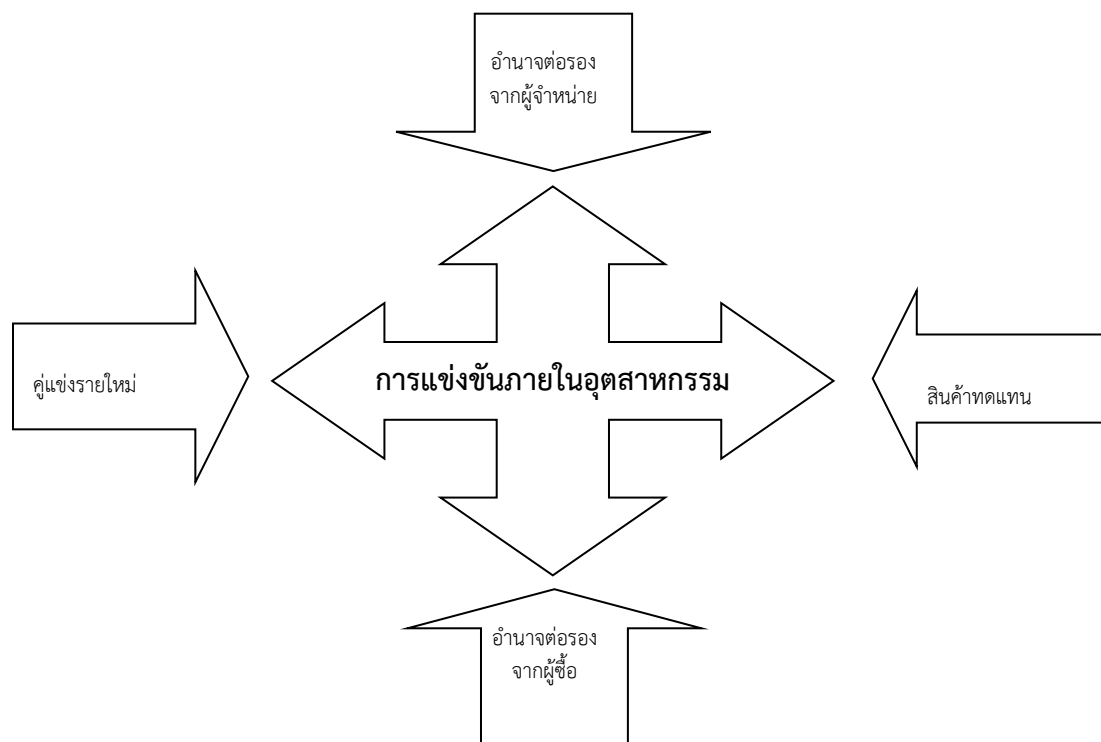 อำนาจต่อรอง
จากผู้จำหน่าย
คู่แข่งรายใหม่
การแข่งขันภายในอุตสาหกรรม
สินค้าทดแทน
อำนาจต่อรอง
จากผู้ซื้อ